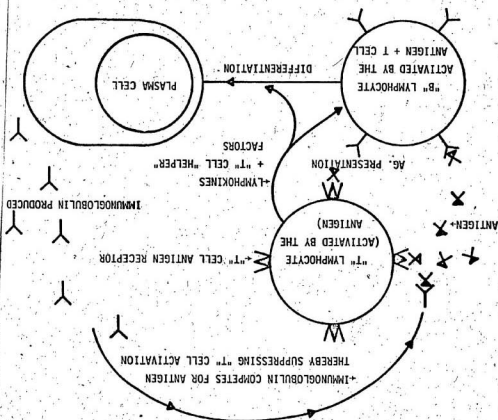 IMMUNOGLOBULIN COMPETES FOR ANTIGEN
THEREBY SUPPRESSING "T" CELL ACTIVATION
"T" LYMPHOCYTE
(ACTIVATED BY THE
ANTIGEN)
"T" CELL ANTIGEN RECEPTOR
ANTIGEN
IMMUNOGLOBULIN PRODUCED
AG. PRESENTATION
LYMPHOKINES
+ "T" CELL "HELPER"
FACTORS
"B" LYMPHOCYTE
ACTIVATED BY THE
ANTIGEN + T CELL
DIFFERENTIATION
PLASMA CELL